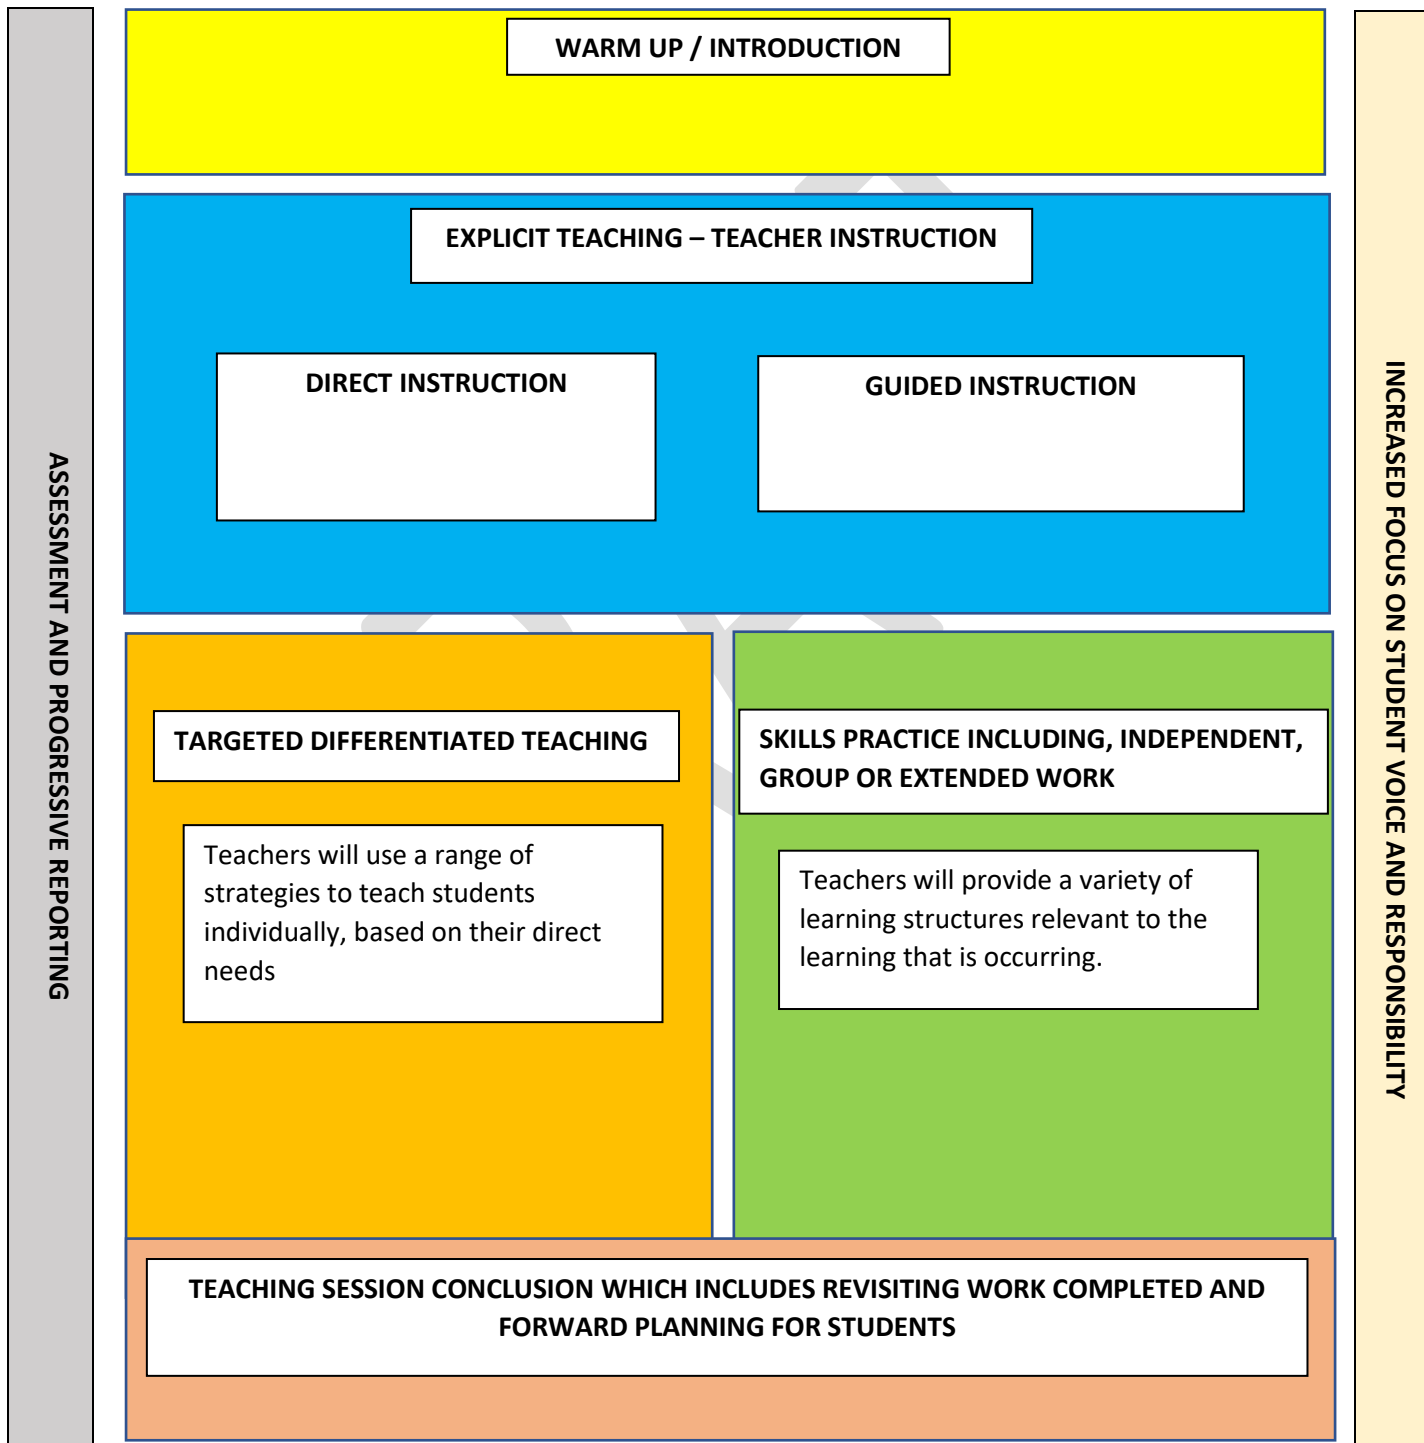 WARM UP / INTRODUCTION
EXPLICIT TEACHING – TEACHER INSTRUCTION
DIRECT INSTRUCTION
GUIDED INSTRUCTION
TARGETED DIFFERENTIATED TEACHING
Teachers will use a range of
strategies to teach students
individually, based on their direct
needs
SKILLS PRACTICE INCLUDING, INDEPENDENT,
GROUP OR EXTENDED WORK
Teachers will provide a variety of
learning structures relevant to the
learning that is occurring.
TEACHING SESSION CONCLUSION WHICH INCLUDES REVISITING WORK COMPLETED AND
FORWARD PLANNING FOR STUDENTS
ASSESSMENT AND PROGRESSIVE REPORTING
INCREASED FOCUS ON STUDENT VOICE AND RESPONSIBILITY